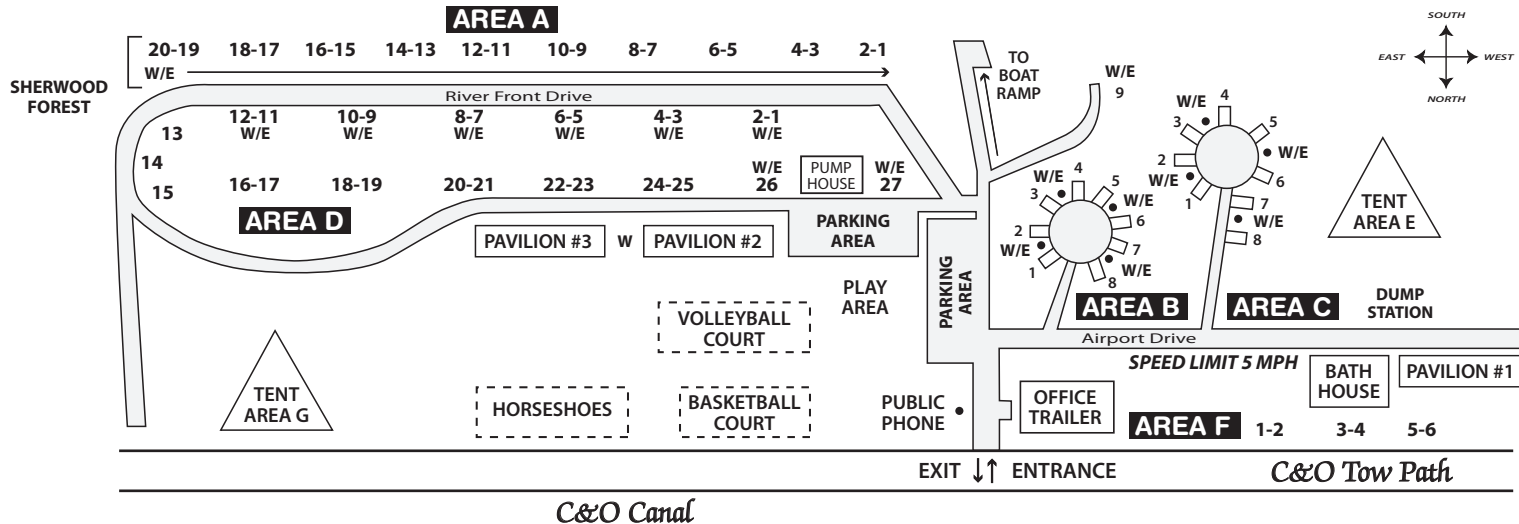 AREA A
20-19 18-17 16-15 14-13 12-11 10-9 8-7 6-5 4-3 2-1
W/E
SHERWOOD
FOREST
River Front Drive
12-11 10-9 8-7 6-5 4-3 2-1
W/E W/E W/E W/E W/E W/E
13
14
15
16-17 18-19 20-21 22-23 24-25
W/E
26
PUMP
HOUSE
W/E
27
AREA D
PAVILION #3
W
PAVILION #2
PARKING
AREA
PLAY
AREA
PARKING
AREA
VOLLEYBALL
COURT
TENT
AREA G
HORSESHOES
BASKETBALL
COURT
PUBLIC
PHONE
TO
BOAT
RAMP
W/E
9
W/E
4
3
5
W/E
2
6
W/E
1
7
W/E
8
W/E
4
3
5
W/E
2
6
W/E
1
7
W/E
8
SOUTH
EAST
WEST
NORTH
TENT
AREA E
AREA B
AREA C
DUMP
STATION
Airport Drive
SPEED LIMIT 5 MPH
OFFICE
TRAILER
BATH
HOUSE
PAVILION #1
AREA F
1-2 3-4 5-6
EXIT
ENTRANCE
C&O Tow Path
C&O Canal